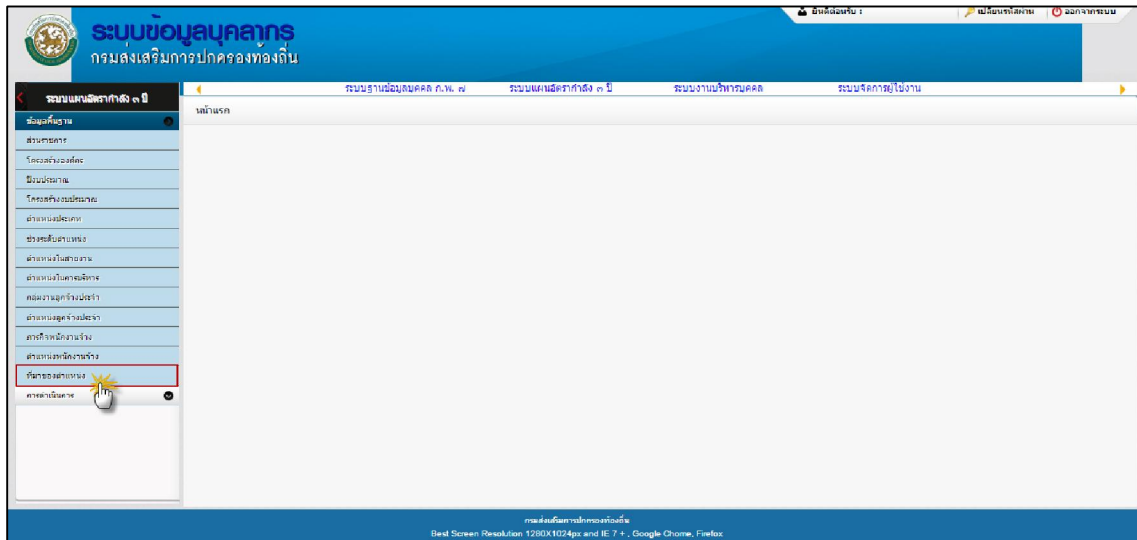 ระบบข้อมูลบุคลากร
กรมส่งเสริมการปกครองท้องถิ่น
ยินดีต้อนรับ :
เปลี่ยนรหัสผ่าน
ออกจากระบบ
ระบบแผนอัตรากำลัง ๓ ปี
ระบบฐานข้อมูลบุคคล ก.พ. ๗
ระบบแผนอัตรากำลัง ๓ ปี
ระบบงานบริหารบุคคล
ระบบจัดการผู้ใช้งาน
หน้าแรก
ข้อมูลพื้นฐาน
ส่วนราชการ
โครงสร้างองค์กร
ปีงบประมาณ
โครงสร้างงบประมาณ
ตำแหน่งประเภท
ช่วงระดับตำแหน่ง
ตำแหน่งในสายงาน
ตำแหน่งในการบริหาร
กลุ่มงานลูกจ้างประจำ
ตำแหน่งลูกจ้างประจำ
ภารกิจพนักงานจ้าง
ตำแหน่งพนักงานจ้าง
ที่มาของตำแหน่ง
การดำเนินการ
กรมส่งเสริมการปกครองท้องถิ่น
Best Screen Resolution 1280X1024px and IE 7 + , Google Chome, Firefox